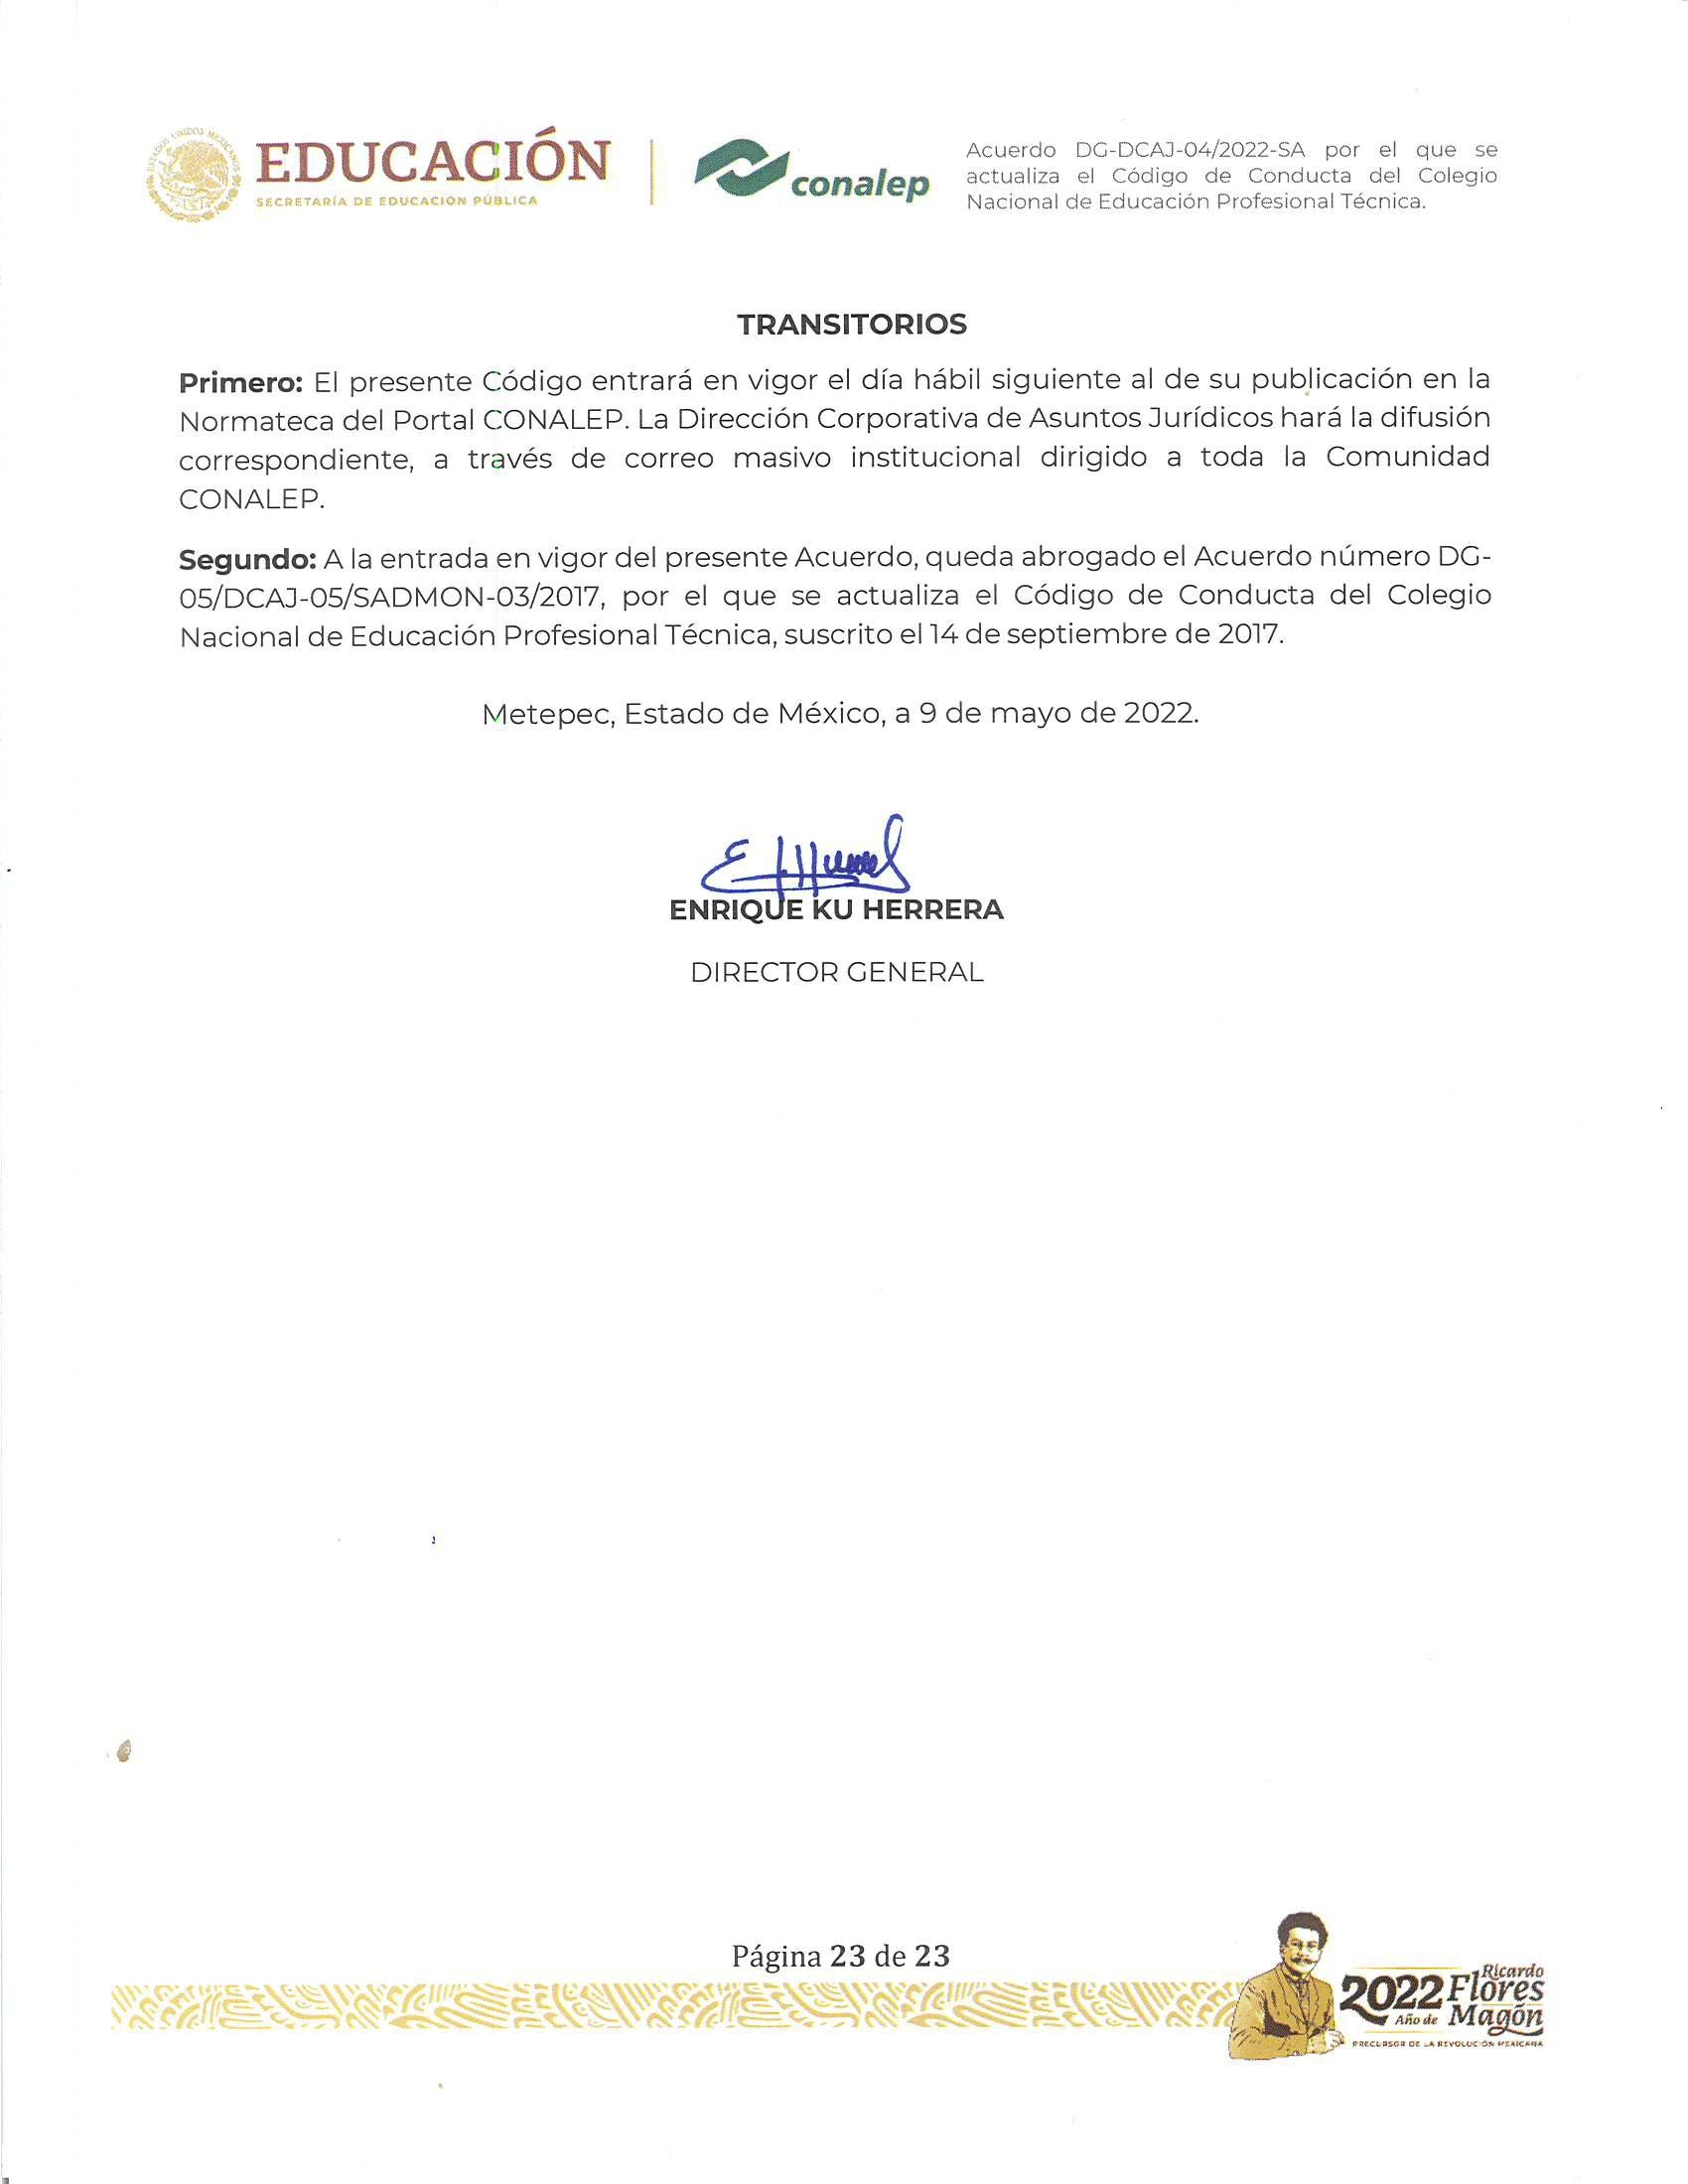 EDUCACIÓN
SECRETARÍA DE EDUCACIÓN PÚBLICA
conalep
Acuerdo DG-DCAJ-04/2022-SA por el que se
actualiza el Código de Conducta del Colegio
Nacional de Educación Profesional Técnica.
TRANSITORIOS
Primero: El presente Código entrará en vigor el día hábil siguiente al de su publicación en la
Normateca del Portal CONALEP. La Dirección Corporativa de Asuntos Jurídicos hará la difusión
correspondiente, a través de correo masivo institucional dirigido a toda la Comunidad
CONALEP.
Segundo: A la entrada en vigor del presente Acuerdo, queda abrogado el Acuerdo número DG-
05/DCAJ-05/SADMON-03/2017, por el que se actualiza el Código de Conducta del Colegio
Nacional de Educación Profesional Técnica, suscrito el 14 de septiembre de 2017.
Metepec, Estado de México, a 9 de mayo de 2022.
ENRIQUE KU HERRERA
DIRECTOR GENERAL
Página 23 de 23
2022 Ricardo
Flores
Año de Magón
PRECURSOR DE LA REVOLUCIÓN MEXICANA